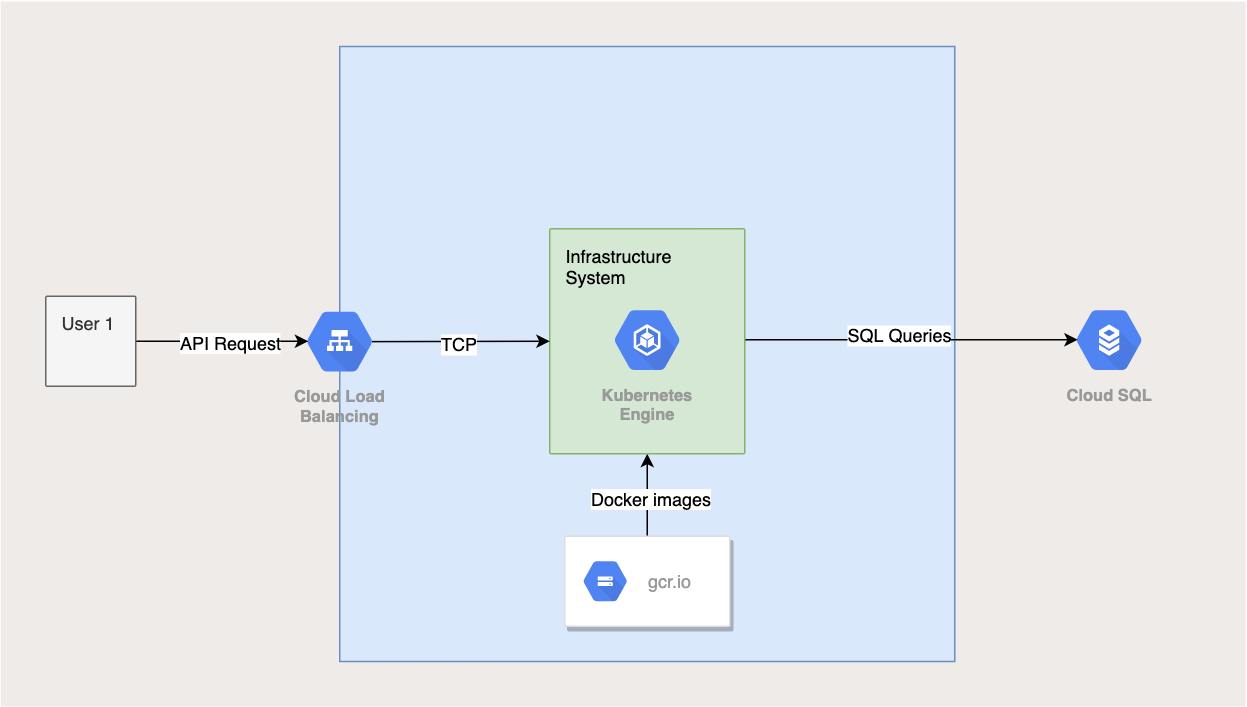 Infrastructure
System
User 1
API Request
TCP
SQL Queries
Cloud Load
Balancing
Kubernetes
Engine
Cloud SQL
Docker images
gcr.io